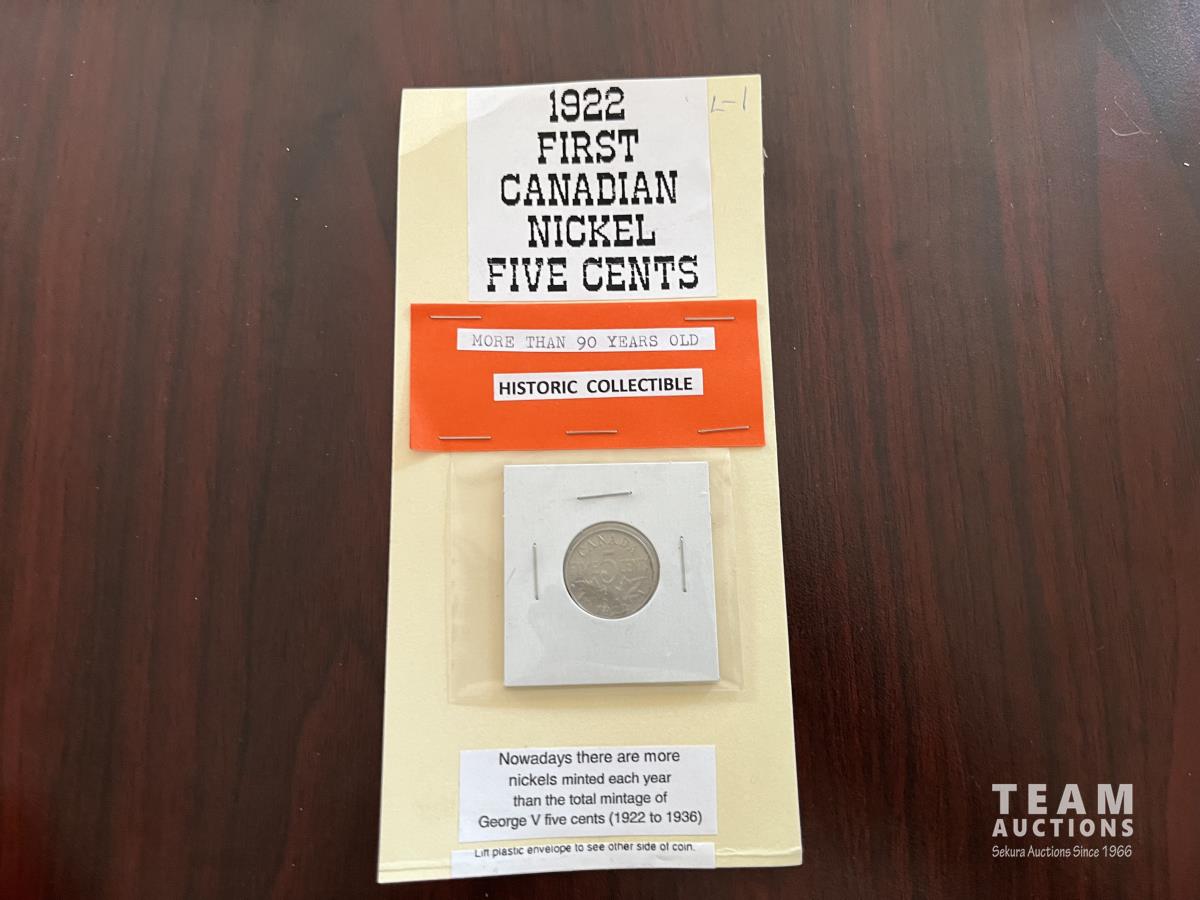 1922
L-1
FIRST
CANADIAN
NICKEL
FIVE CENTS
MORE THAN 90 YEARS OLD
HISTORIC COLLECTIBLE
CANADA
5
Nowadays there are more
nickels minted each year
than the total mintage of
George V five cents (1922 to 1936)
Lift plastic envelope to see other side of coin.
TEAM
AUCTIONS
Sekura Auctions Since 1966